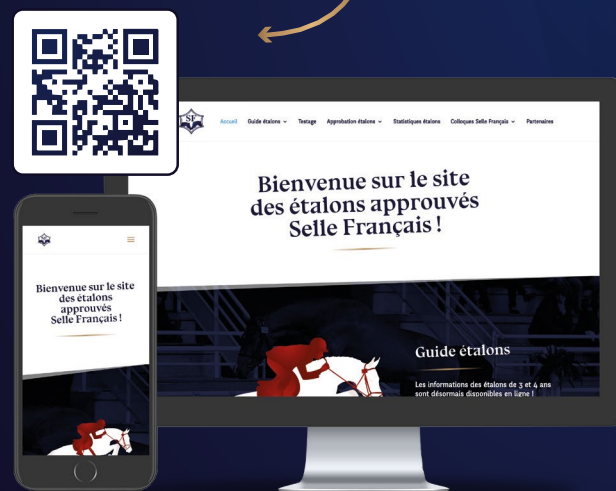 SF
Accueil Guide étalons Testage Approbation étalons Statistiques étalons Colloques Selle Français Partenaires
Bienvenue sur le site
des étalons approuvés
Selle Français !
Guide étalons
Les informations des étalons de 3 et 4 ans
sont désormais disponibles en ligne !
Bienvenue sur le site
des étalons
approuvés
Selle Français !